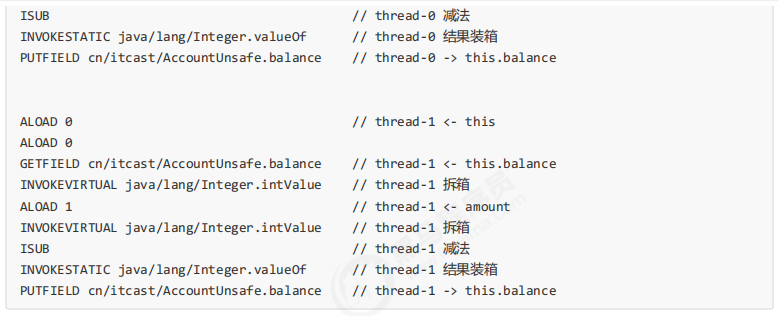 ISUB // thread-0 减法
INVOKESTATIC java/lang/Integer.valueOf // thread-0 结果装箱
PUTFIELD cn/itcast/AccountUnsafe.balance // thread-0 -> this.balance
ALOAD 0 // thread-1 <- this
ALOAD 0
GETFIELD cn/itcast/AccountUnsafe.balance // thread-1 <- this.balance
INVOKEVIRTUAL java/lang/Integer.intValue // thread-1 拆箱
ALOAD 1 // thread-1 <- amount
INVOKEVIRTUAL java/lang/Integer.intValue // thread-1 拆箱
ISUB // thread-1 减法
INVOKESTATIC java/lang/Integer.valueOf // thread-1 结果装箱
PUTFIELD cn/itcast/AccountUnsafe.balance // thread-1 -> this.balance